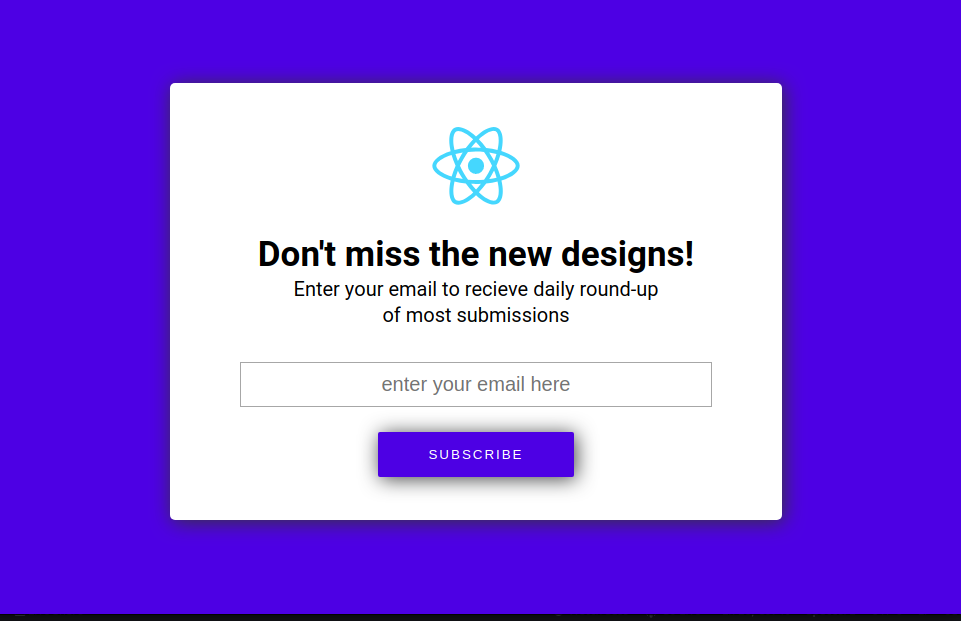 Don't miss the new designs!
Enter your email to recieve daily round-up
of most submissions
enter your email here
SUBSCRIBE